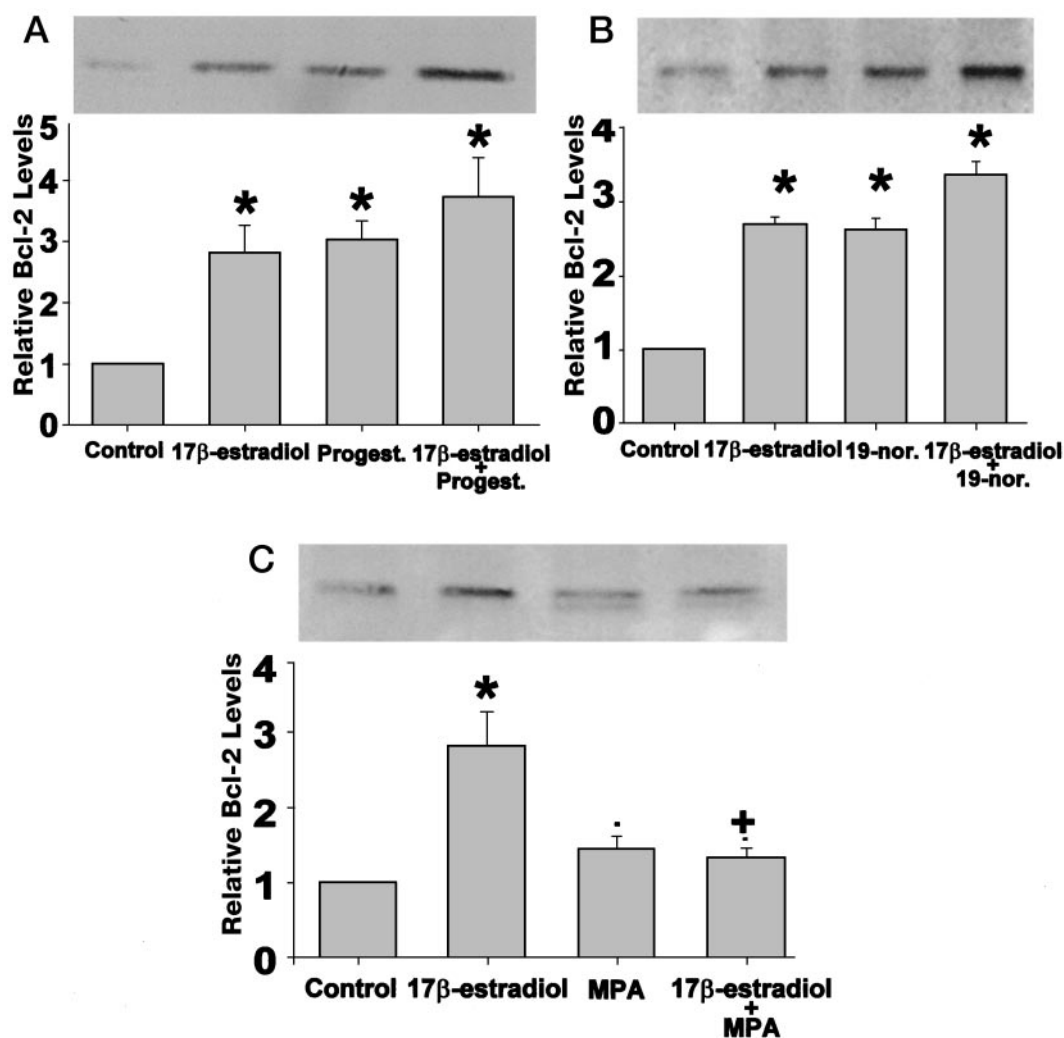 A
Relative Bcl-2 Levels
5
4
3
2
1
0
*
*
*
Control 17β-estradiol Progest. 17β-estradiol
+
Progest.
B
Relative Bcl-2 Levels
4
3
2
1
0
*
*
*
Control 17β-estradiol 19-nor. 17β-estradiol
+
19-nor.
C
Relative Bcl-2 Levels
4
3
2
1
0
*
+
Control 17β-estradiol MPA 17β-estradiol
+
MPA